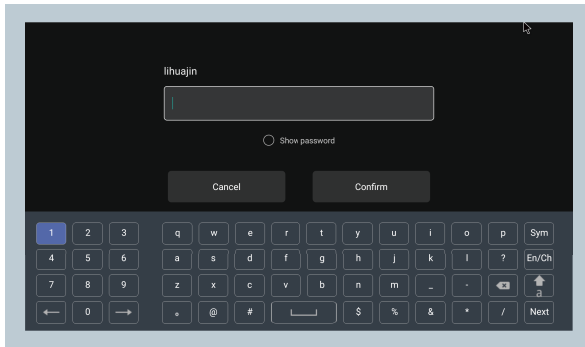 lihuajin
Show password
Cancel Confirm
1 2 3 q w e r t y u i o p Sym
4 5 6 a s d f g h j k l ? En/Ch
7 8 9 z x c v b n m _ - a
← 0 → 。 @ # $ % & * / Next